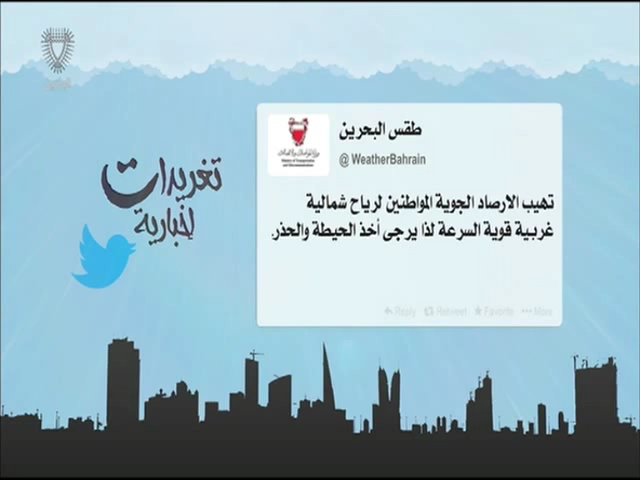 تغريدات
إخبارية
طقس البحرين
@WeatherBahrain
تهيب الارصاد الجوية المواطنين لرياح شمالية
غربية قوية السرعة لذا يرجى أخذ الحيطة والحذر.
Reply Retweet Favorite More